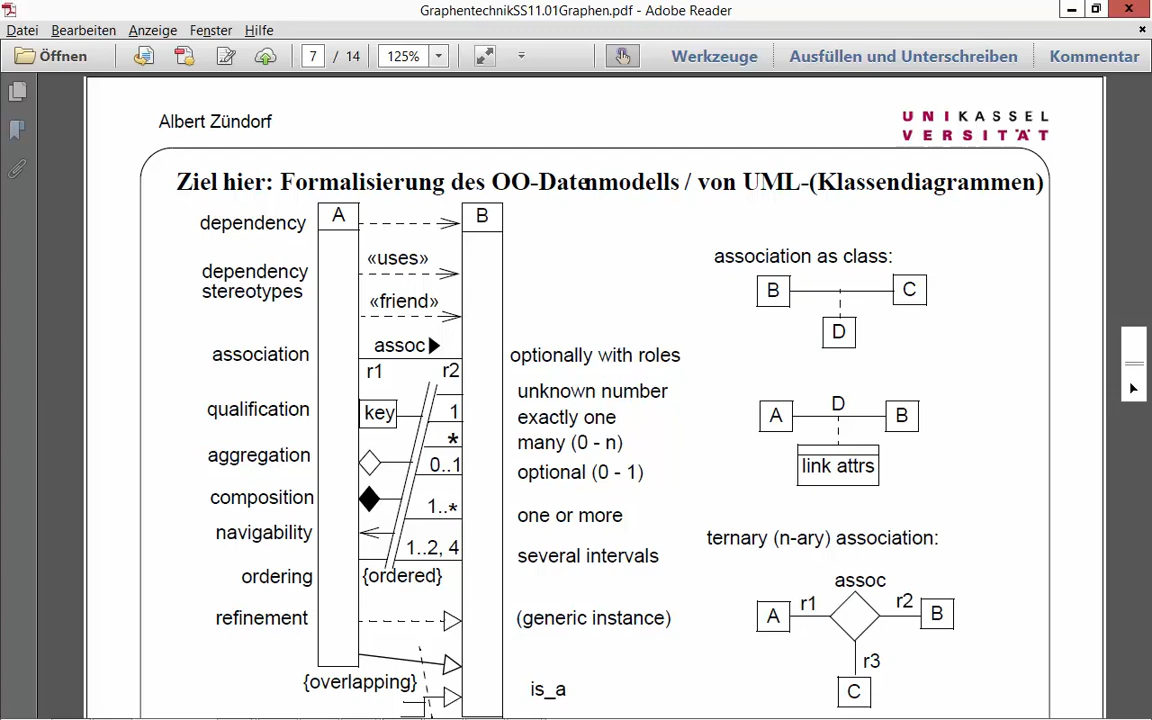 GraphentechnikSS11.01Graphen.pdf - Adobe Reader
Datei Bearbeiten Anzeige Fenster Hilfe
Öffnen 7 / 14 125% Werkzeuge Ausfüllen und Unterschreiben Kommentar
Albert Zündorf
UNIKASSEL
VERSITÄT
Ziel hier: Formalisierung des OO-Datenmodells / von UML-(Klassendiagrammen)
A B
dependency
«uses»
dependency
stereotypes
«friend»
association
assoc
r1 r2
optionally with roles
unknown number
qualification
key
1
exactly one
*
many (0 - n)
aggregation
0..1
optional (0 - 1)
composition
1..*
one or more
navigability
1..2, 4
several intervals
ordering
{ordered}
refinement
(generic instance)
{overlapping}
is_a
association as class:
B C
D
A D B
link attrs
ternary (n-ary) association:
assoc
A r1 r2 B
r3
C